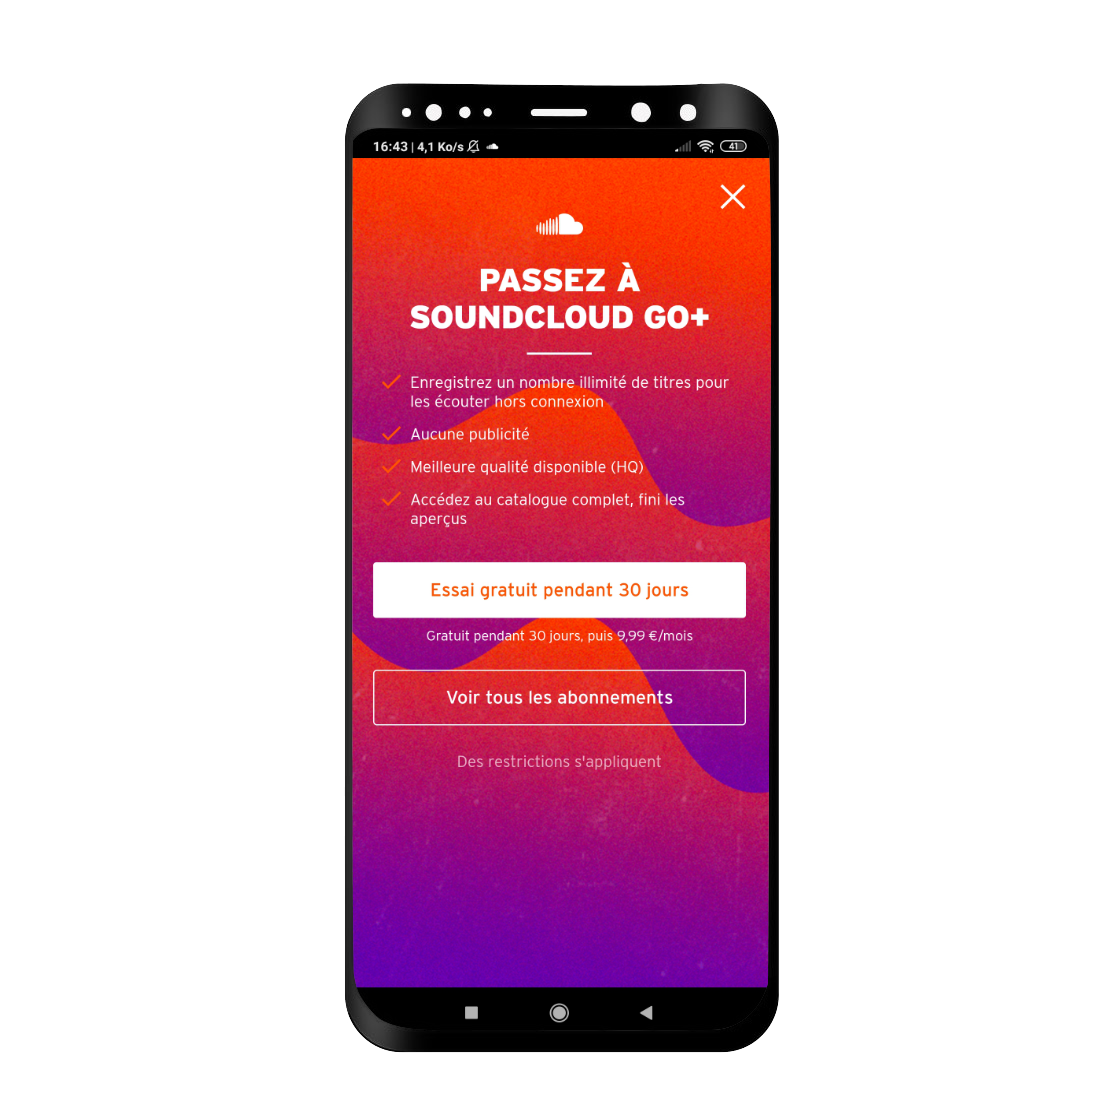 16:43 | 4,1 Ko/s
41
PASSEZ À
SOUNDCLOUD GO+
Enregistrez un nombre illimité de titres pour
les écouter hors connexion
Aucune publicité
Meilleure qualité disponible (HQ)
Accédez au catalogue complet, fini les
aperçus
Essai gratuit pendant 30 jours
Gratuit pendant 30 jours, puis 9,99 €/mois
Voir tous les abonnements
Des restrictions s'appliquent